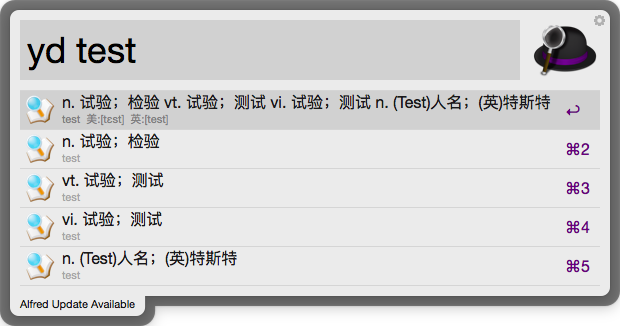 yd test
n. 试验；检验 vt. 试验；测试 vi. 试验；测试 n. (Test)人名；(英)特斯特
test 美:[tɛst] 英:[test]
↩
n. 试验；检验
test
⌘2
vt. 试验；测试
test
⌘3
vi. 试验；测试
test
⌘4
n. (Test)人名；(英)特斯特
test
⌘5
Alfred Update Available